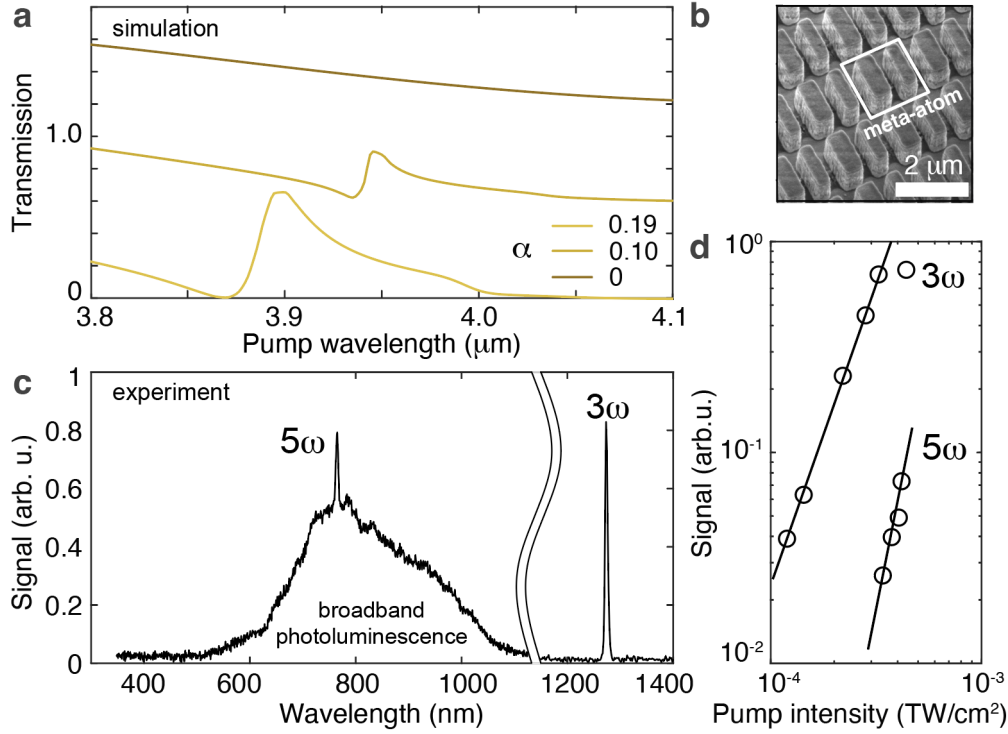 a
simulation
Transmission
1.0
0
α
0.19
0.10
0
3.8
3.9
4.0
4.1
Pump wavelength (μm)
b
meta-atom
2 μm
c
experiment
Signal (arb. u.)
1
0.8
0.6
0.4
0.2
0
5ω
3ω
broadband
photoluminescence
400
600
800
1000
1200
1400
Wavelength (nm)
d
Signal (arb.u.)
10⁰
10⁻¹
10⁻²
3ω
5ω
10⁻⁴
10⁻³
Pump intensity (TW/cm²)